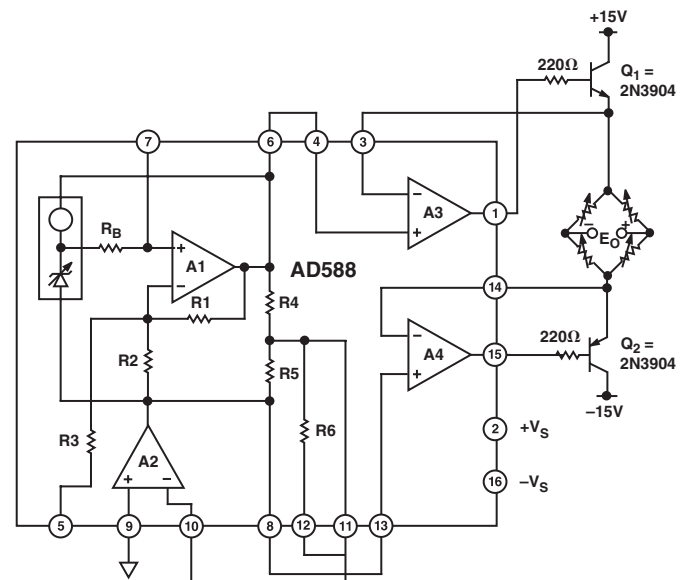 +15V
220Ω
Q1 =
2N3904
7
6
4
3
RB
A1
A3
1
AD588
R1
R4
EO
14
R2
R5
A4
15
220Ω
Q2 =
2N3904
R3
A2
R6
–15V
2
+VS
16
–VS
5
9
10
8
12
11
13